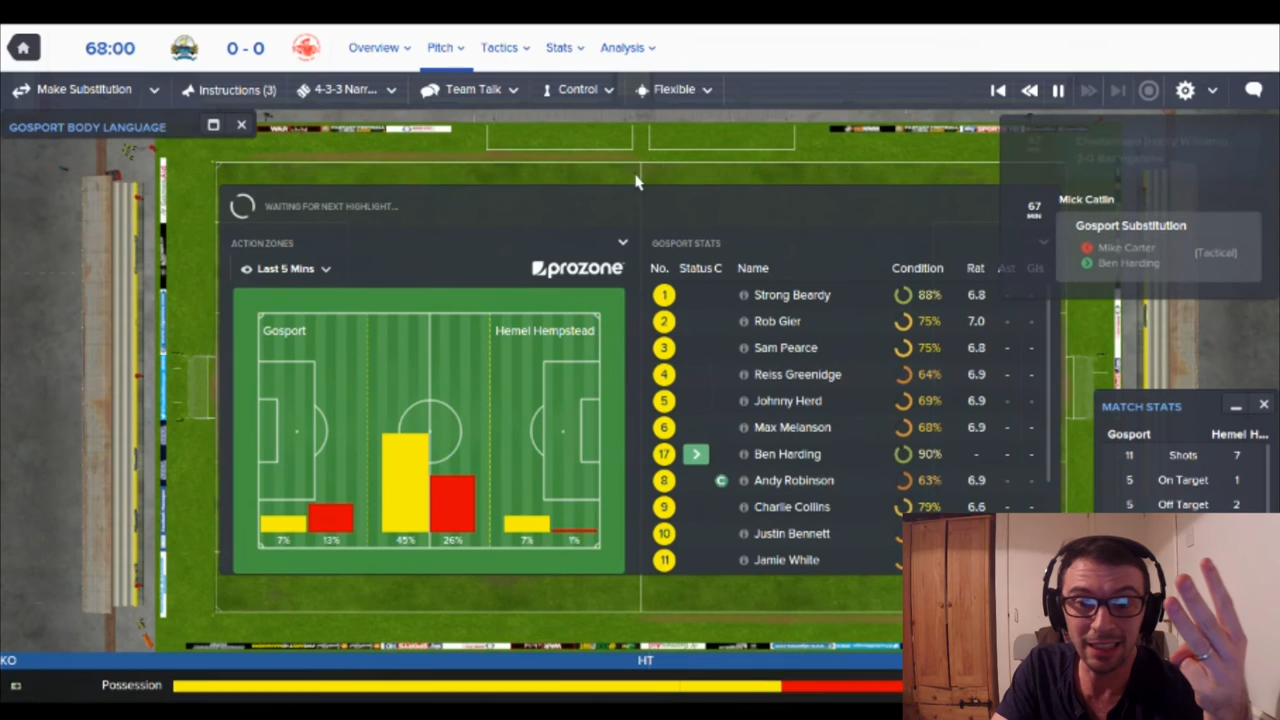 68:00
0 - 0
Overview
Pitch
Tactics
Stats
Analysis
Make Substitution
Instructions (3)
4-3-3 Narr...
Team Talk
Control
Flexible
GOSPORT BODY LANGUAGE
WAITING FOR NEXT HIGHLIGHT...
67
MIN
Mick Catlin
Gosport Substitution
Mike Carter
Ben Harding
[Tactical]
ACTION ZONES
Last 5 Mins
prozone
Gosport
Hemel Hempstead
7%
13%
45%
26%
7%
1%
GOSPORT STATS
No. Status C Name Condition Rat Ast Gls
1 Strong Beardy 88% 6.8 - -
2 Rob Gier 75% 7.0 - -
3 Sam Pearce 75% 6.8 - -
4 Reiss Greenidge 64% 6.9 - -
5 Johnny Herd 69% 6.9 - -
6 Max Melanson 68% 6.9 - -
17 Ben Harding 90% - - -
8 C Andy Robinson 63% 6.9 - -
9 Charlie Collins 79% 6.6 - -
10 Justin Bennett
11 Jamie White
MATCH STATS
Gosport Hemel H...
11 Shots 7
5 On Target 1
5 Off Target 2
KO
HT
Possession